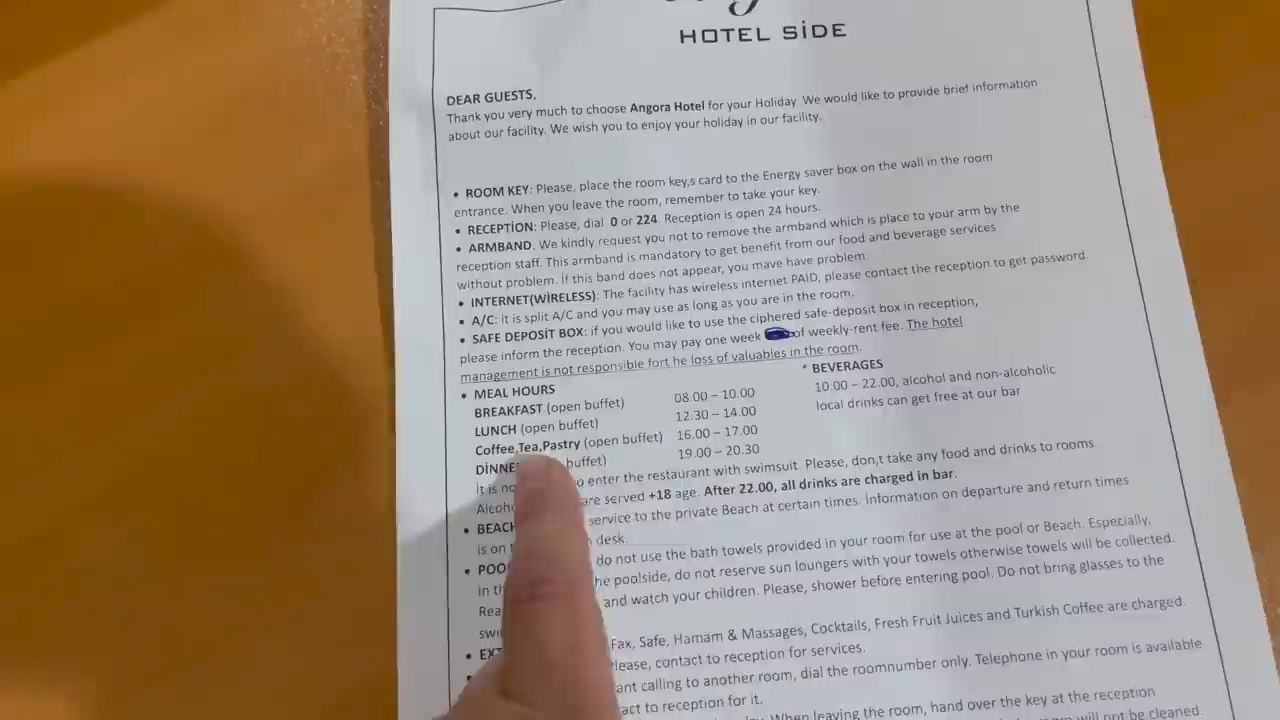 HOTEL SİDE
DEAR GUESTS,
Thank you very much to choose Angora Hotel for your Holiday. We would like to provide brief information
about our facility. We wish you to enjoy your holiday in our facility.
• ROOM KEY: Please, place the room key,s card to the Energy saver box on the wall in the room
entrance. When you leave the room, remember to take your key.
• RECEPTİON: Please, dial 0 or 224. Reception is open 24 hours.
• ARMBAND. We kindly request you not to remove the armband which is place to your arm by the
reception staff. This armband is mandatory to get benefit from our food and beverage services
without problem. İf this band does not appear, you mave have problem.
• INTERNET(WİRELESS): The facility has wireless internet PAID, please contact the reception to get password.
• A/C: it is split A/C and you may use as long as you are in the room.
• SAFE DEPOSİT BOX: if you would like to use the ciphered safe-deposit box in reception,
please inform the reception. You may pay one week of weekly-rent fee. The hotel
management is not responsible fort he loss of valuables in the room.
• MEAL HOURS
BREAKFAST (open buffet) 08.00 – 10.00
LUNCH (open buffet) 12.30 – 14.00
Coffee,Tea,Pastry (open buffet) 16.00 – 17.00
DİNNE buffet) 19.00 – 20.30
* BEVERAGES
10.00 – 22.00, alcohol and non-alcoholic
local drinks can get free at our bar
İt is no o enter the restaurant with swimsuit. Please, don,t take any food and drinks to rooms
Alcoho are served +18 age. After 22.00, all drinks are charged in bar.
• BEACH service to the private Beach at certain times. İnformation on departure and return times
is on desk.
• POO do not use the bath towels provided in your room for use at the pool or Beach. Especially,
in the poolside, do not reserve sun loungers with your towels otherwise towels will be collected.
Rea and watch your children. Please, shower before entering pool. Do not bring glasses to the
swi
• EXT Fax, Safe, Hamam & Massages, Cocktails, Fresh Fruit Juices and Turkish Coffee are charged.
lease, contact to reception for services.
ant calling to another room, dial the roomnumber only. Telephone in your room is available
act to reception for it.
When leaving the room, hand over the key at the reception
will not be cleaned.